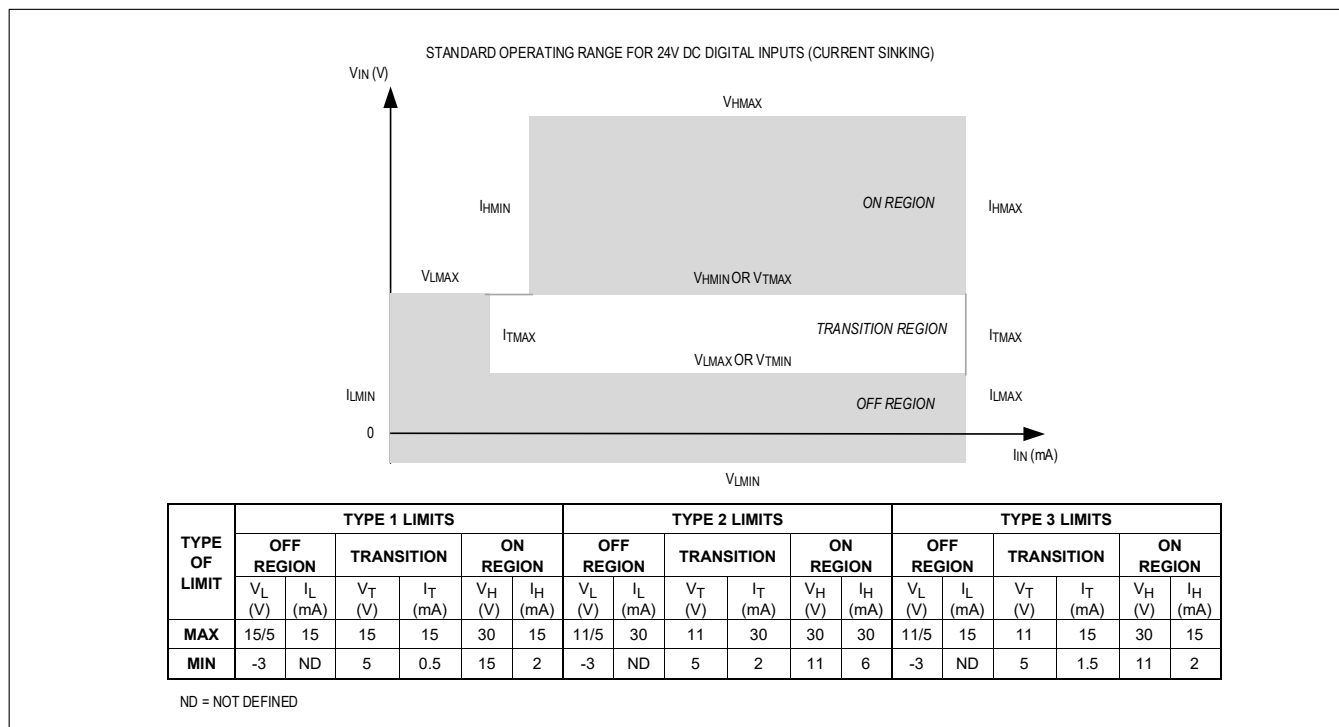 STANDARD OPERATING RANGE FOR 24V DC DIGITAL INPUTS (CURRENT SINKING)
VIN (V)
VHMAX
IHMIN
ON REGION
IHMAX
VLMAX
VHMIN OR VTMAX
ITMAX
TRANSITION REGION
ITMAX
VLMAX OR VTMIN
ILMIN
OFF REGION
ILMAX
0
IIN (mA)
VLMIN
TYPE OF LIMIT TYPE 1 LIMITS TYPE 2 LIMITS TYPE 3 LIMITS
OFF REGION TRANSITION ON REGION OFF REGION TRANSITION ON REGION OFF REGION TRANSITION ON REGION
VL (V) IL (mA) VT (V) IT (mA) VH (V) IH (mA) VL (V) IL (mA) VT (V) IT (mA) VH (V) IH (mA) VL (V) IL (mA) VT (V) IT (mA) VH (V) IH (mA)
MAX 15/5 15 15 15 30 15 11/5 30 11 30 30 30 11/5 15 11 15 30 15
MIN -3 ND 5 0.5 15 2 -3 ND 5 2 11 6 -3 ND 5 1.5 11 2
ND = NOT DEFINED